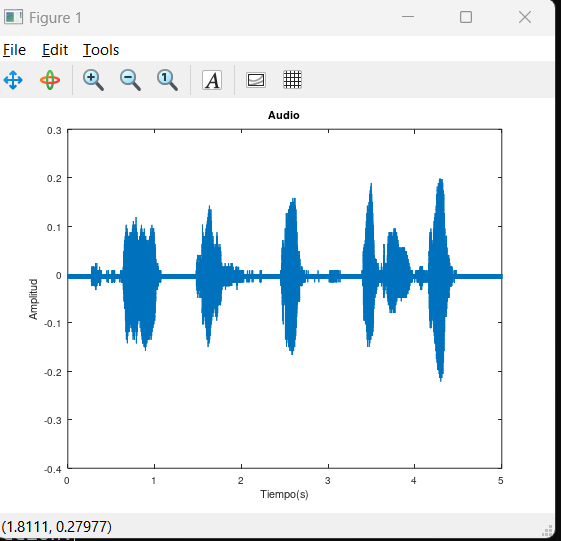 Figure 1
File Edit Tools
1
A
Audio
0.3
0.2
0.1
0
-0.1
-0.2
-0.3
-0.4
Amplitud
0 1 2 3 4 5
Tiempo(s)
(1.8111, 0.27977)